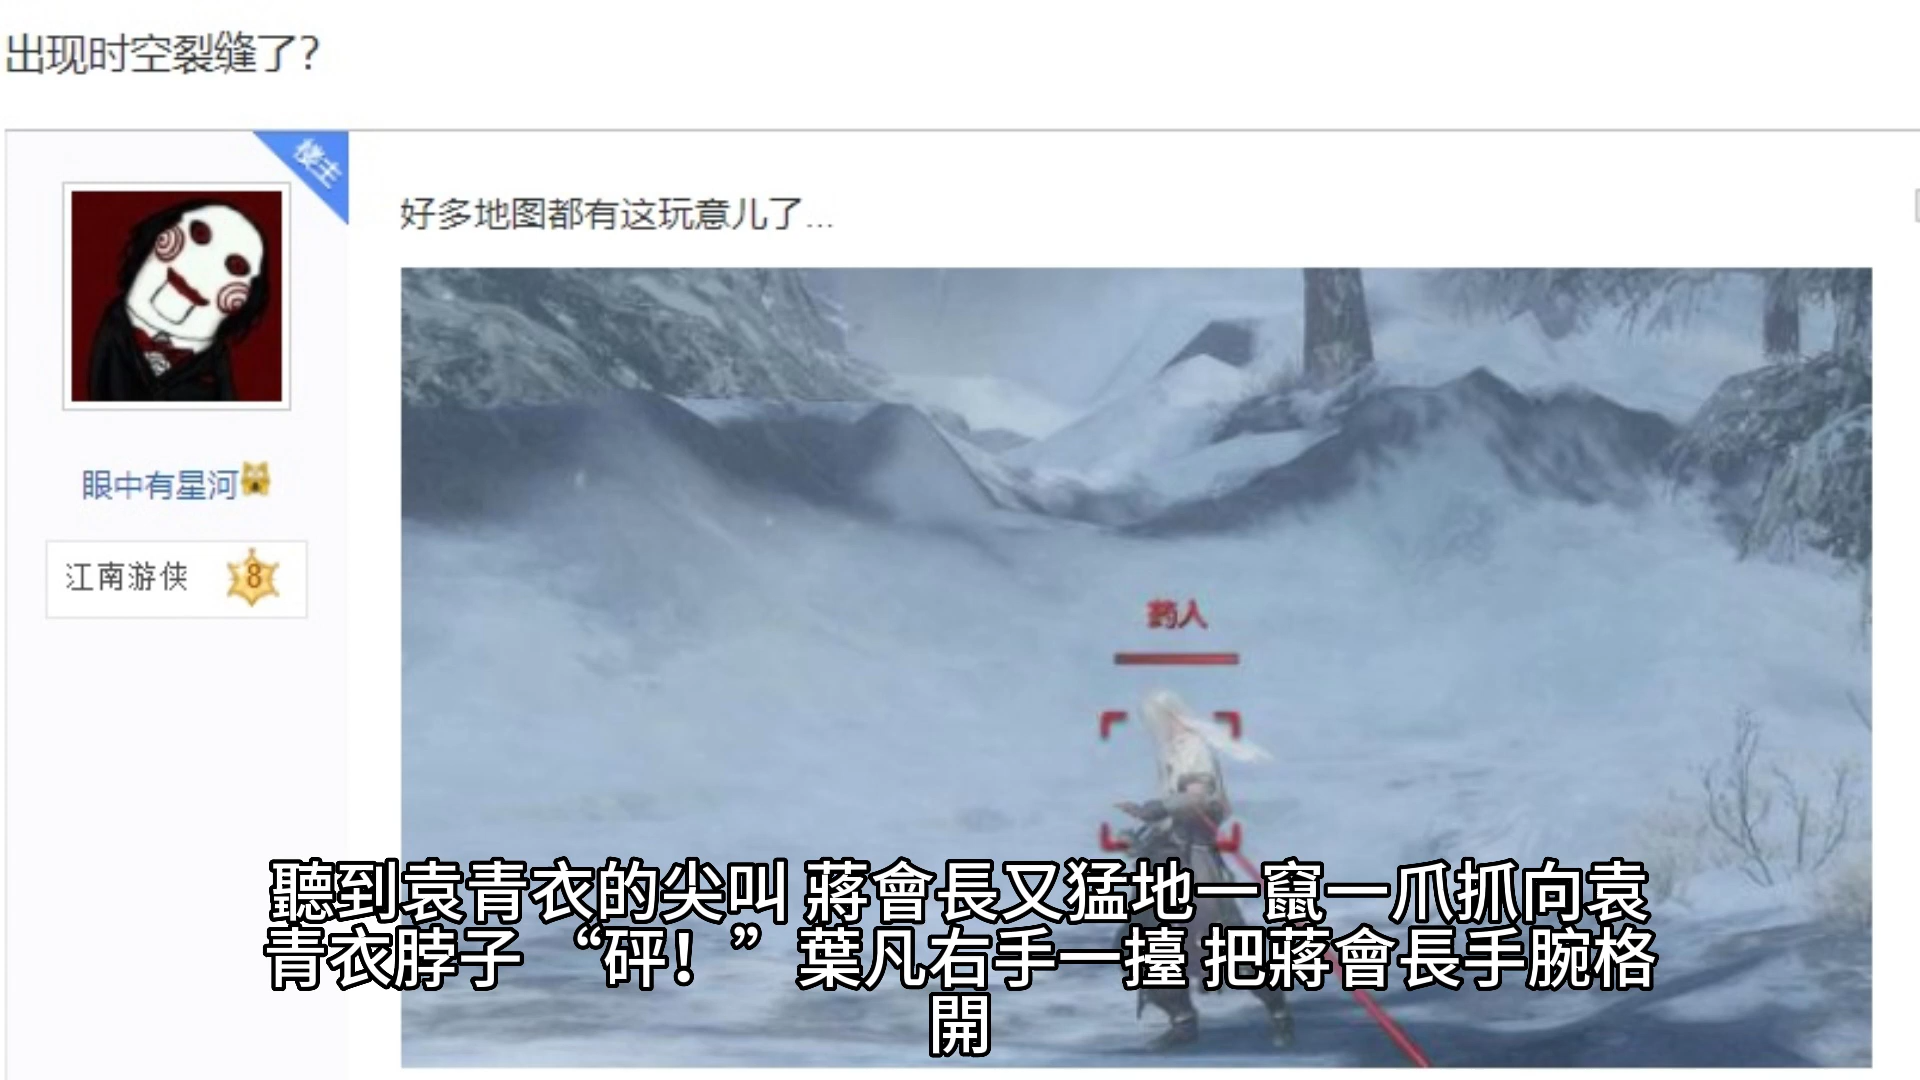 出现时空裂缝了?
楼主
好多地图都有这玩意儿了...
眼中有星河
江南游侠
8
药人
聽到袁青衣的尖叫 蔣會長又猛地一竄一爪抓向袁
青衣脖子 “砰！”葉凡右手一擡 把蔣會長手腕格
開